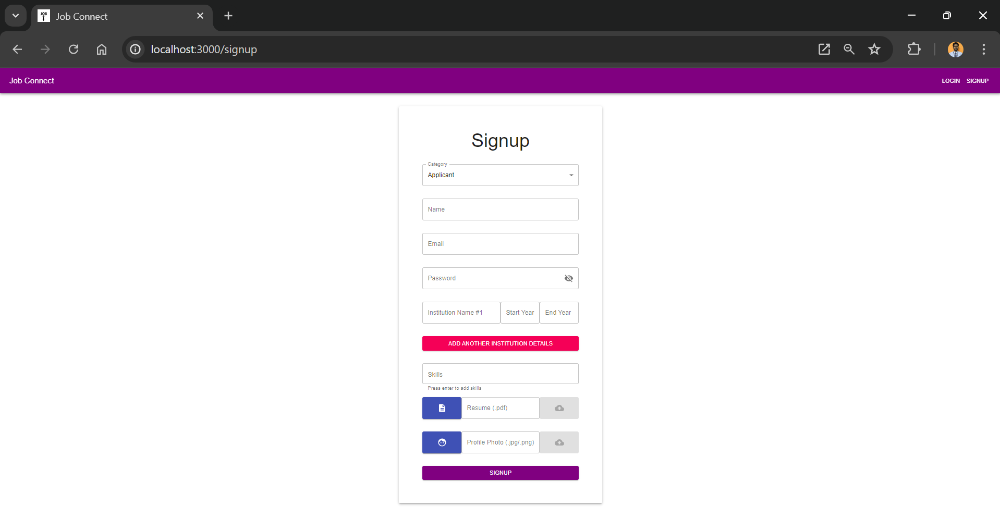 JOB
Job Connect
localhost:3000/signup
Job Connect
LOGIN SIGNUP
Signup
Category
Applicant
Name
Email
Password
Institution Name #1 Start Year End Year
ADD ANOTHER INSTITUTION DETAILS
Skills
Press enter to add skills
Resume (.pdf)
Profile Photo (.jpg/.png)
SIGNUP